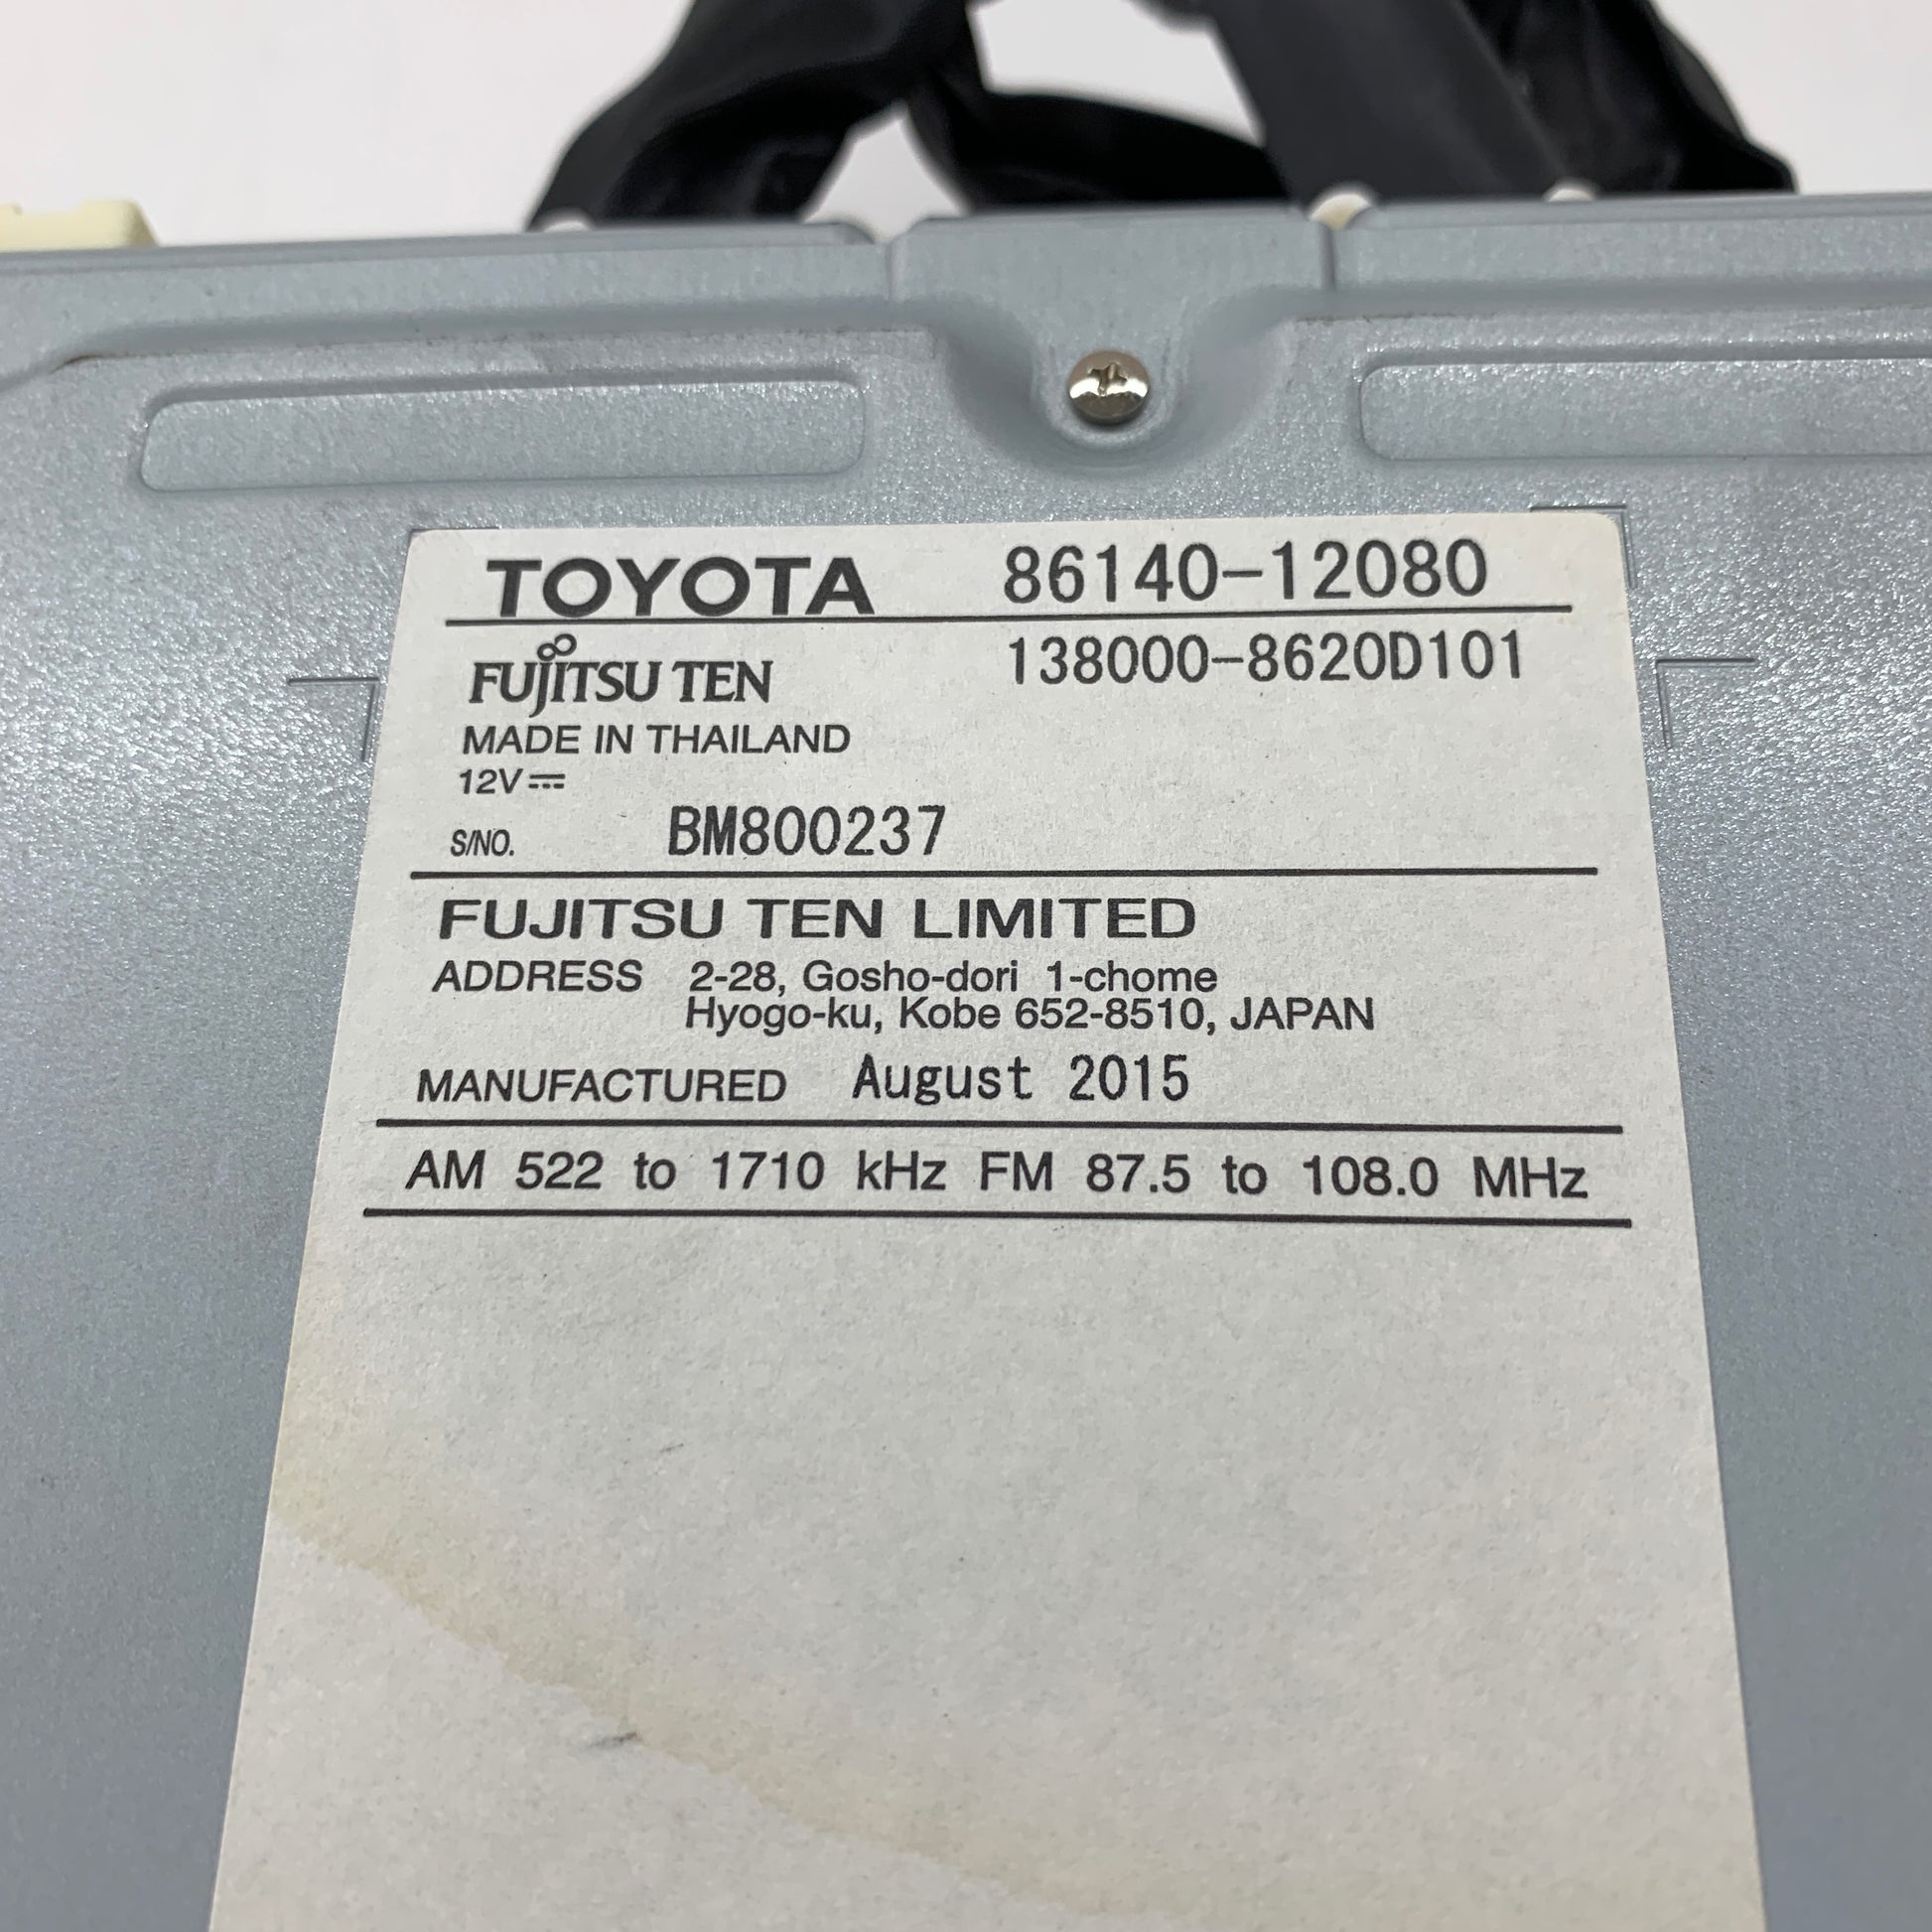 TOYOTA 86140-12080
FUJITSU TEN 138000-8620D101
MADE IN THAILAND
12V⎓
S/NO. BM800237
FUJITSU TEN LIMITED
ADDRESS 2-28, Gosho-dori 1-chome
Hyogo-ku, Kobe 652-8510, JAPAN
MANUFACTURED August 2015
AM 522 to 1710 kHz FM 87.5 to 108.0 MHz